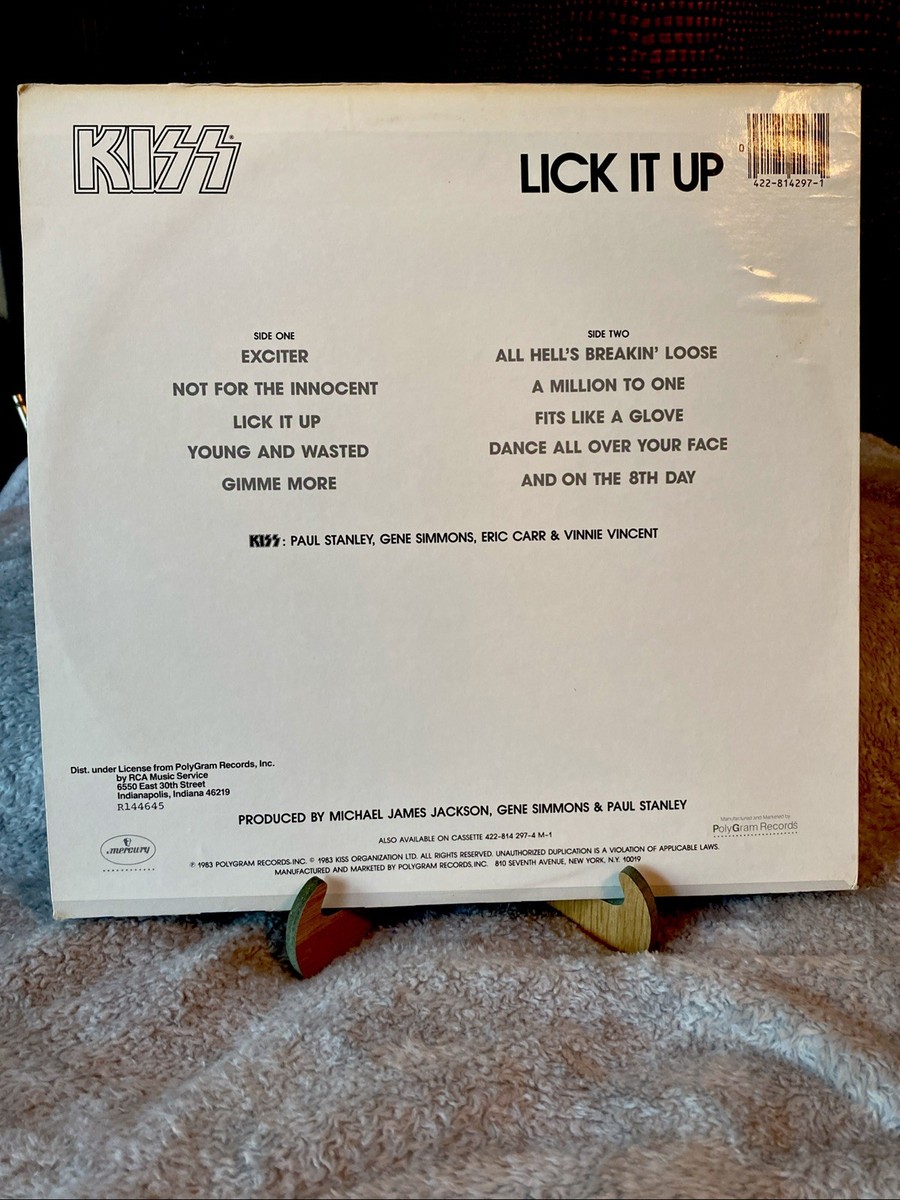 KISS®
LICK IT UP
0
422-814297-1
SIDE ONE
EXCITER
NOT FOR THE INNOCENT
LICK IT UP
YOUNG AND WASTED
GIMME MORE
SIDE TWO
ALL HELL'S BREAKIN' LOOSE
A MILLION TO ONE
FITS LIKE A GLOVE
DANCE ALL OVER YOUR FACE
AND ON THE 8TH DAY
KISS: PAUL STANLEY, GENE SIMMONS, ERIC CARR & VINNIE VINCENT
Dist. under License from PolyGram Records, Inc.
by RCA Music Service
6550 East 30th Street
Indianapolis, Indiana 46219
R144645
PRODUCED BY MICHAEL JAMES JACKSON, GENE SIMMONS & PAUL STANLEY
ALSO AVAILABLE ON CASSETTE 422-814 297-4 M-1
Manufactured and Marketed by
PolyGram Records
mercury
℗ 1983 POLYGRAM RECORDS.INC. © 1983 KISS ORGANIZATION LTD. ALL RIGHTS RESERVED. UNAUTHORIZED DUPLICATION IS A VIOLATION OF APPLICABLE LAWS.
MANUFACTURED AND MARKETED BY POLYGRAM RECORDS.INC. 810 SEVENTH AVENUE, NEW YORK, N.Y. 10019